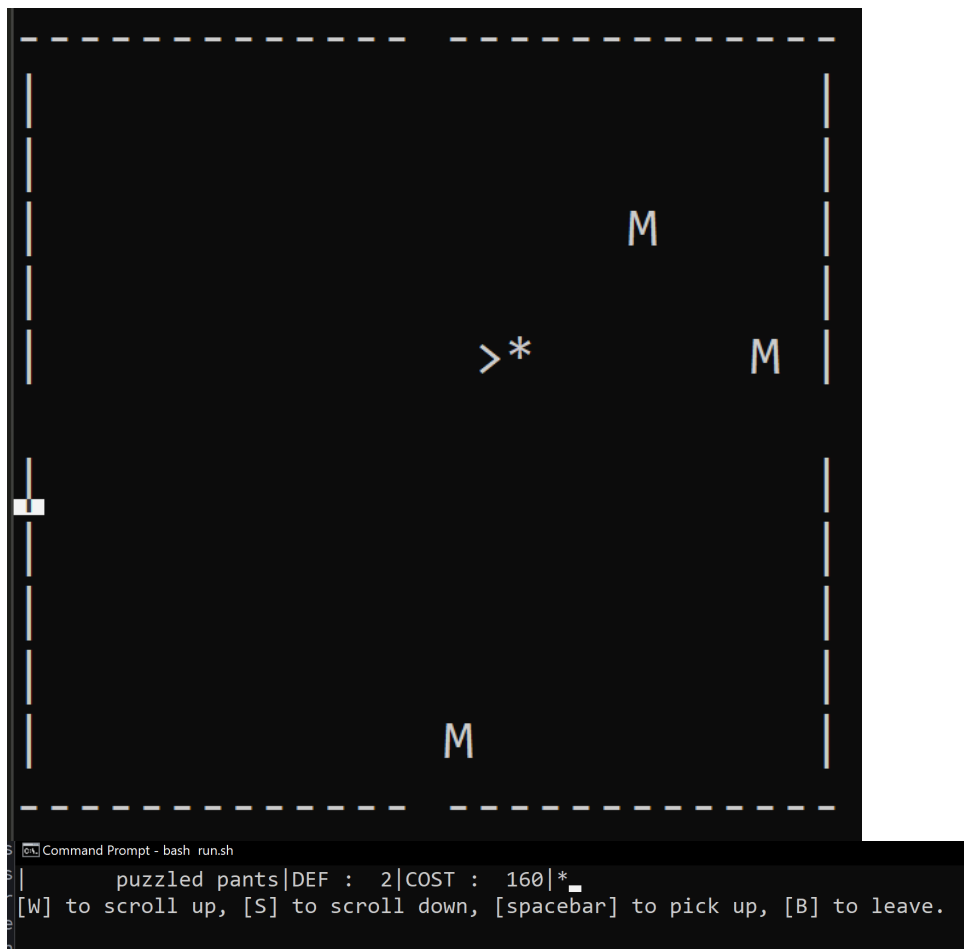 - - - - - - - - - - - - -  - - - - - - - - - - - - -
| |
| |
| M |
| |
| >* M |
| |
| |
| |
| |
| M |
- - - - - - - - - - - - -  - - - - - - - - - - - - -
Command Prompt - bash run.sh
| puzzled pants|DEF : 2|COST : 160|*
[W] to scroll up, [S] to scroll down, [spacebar] to pick up, [B] to leave.